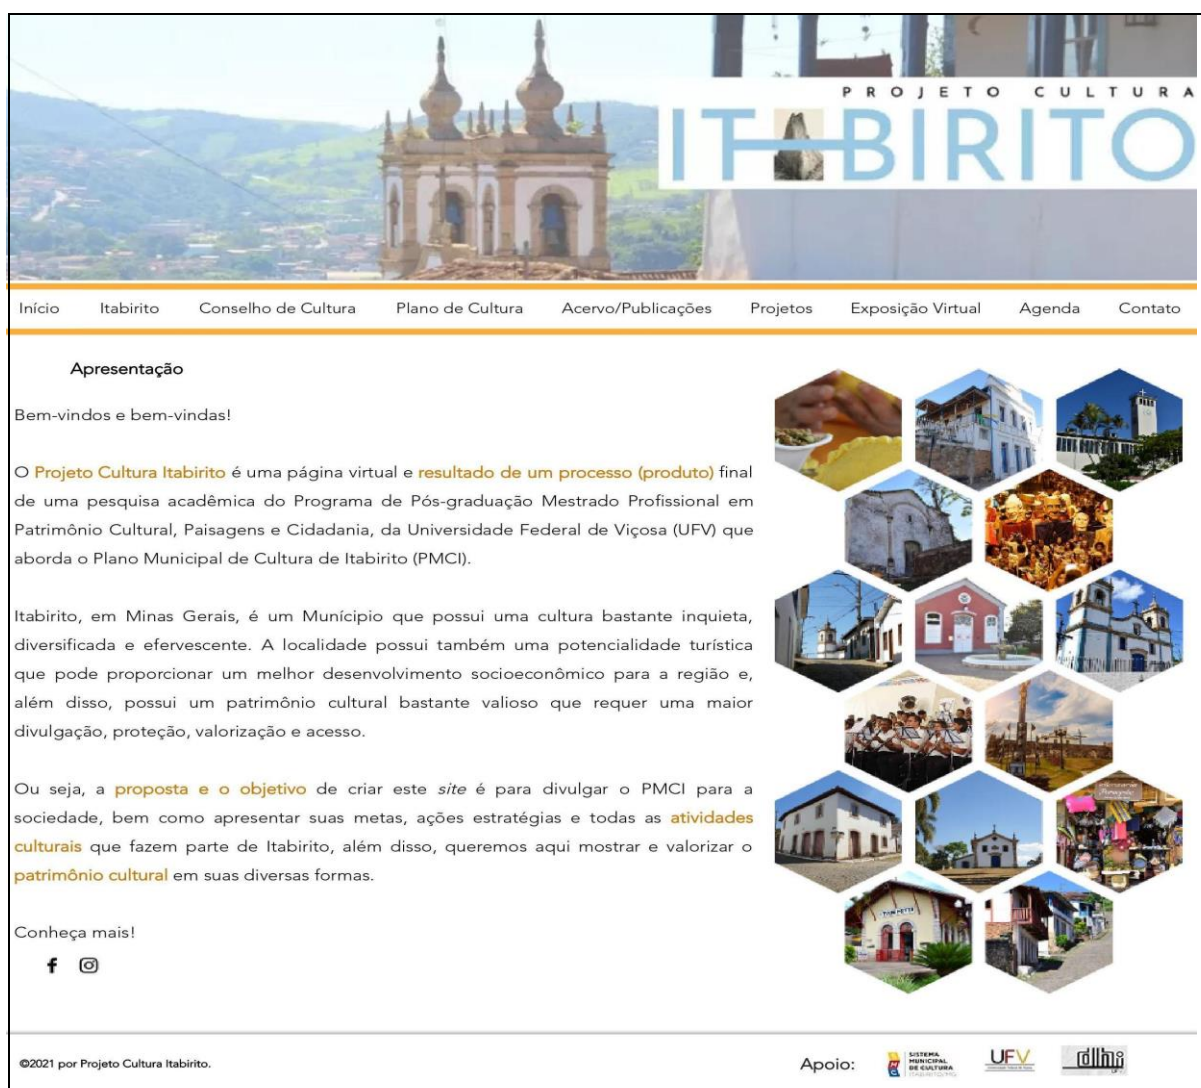 PROJETO CULTURA
ITABIRITO
Início Itabirito Conselho de Cultura Plano de Cultura Acervo/Publicações Projetos Exposição Virtual Agenda Contato
Apresentação
Bem-vindos e bem-vindas!
O Projeto Cultura Itabirito é uma página virtual e resultado de um processo (produto) final
de uma pesquisa acadêmica do Programa de Pós-graduação Mestrado Profissional em
Patrimônio Cultural, Paisagens e Cidadania, da Universidade Federal de Viçosa (UFV) que
aborda o Plano Municipal de Cultura de Itabirito (PMCI).
Itabirito, em Minas Gerais, é um Munícipio que possui uma cultura bastante inquieta,
diversificada e efervescente. A localidade possui também uma potencialidade turística
que pode proporcionar um melhor desenvolvimento socioeconômico para a região e,
além disso, possui um patrimônio cultural bastante valioso que requer uma maior
divulgação, proteção, valorização e acesso.
Ou seja, a proposta e o objetivo de criar este site é para divulgar o PMCI para a
sociedade, bem como apresentar suas metas, ações estratégias e todas as atividades
culturais que fazem parte de Itabirito, além disso, queremos aqui mostrar e valorizar o
patrimônio cultural em suas diversas formas.
Conheça mais!
©2021 por Projeto Cultura Itabirito.
Apoio:
SISTEMA
MUNICIPAL
DE CULTURA
ITABIRITO/MG
UFV